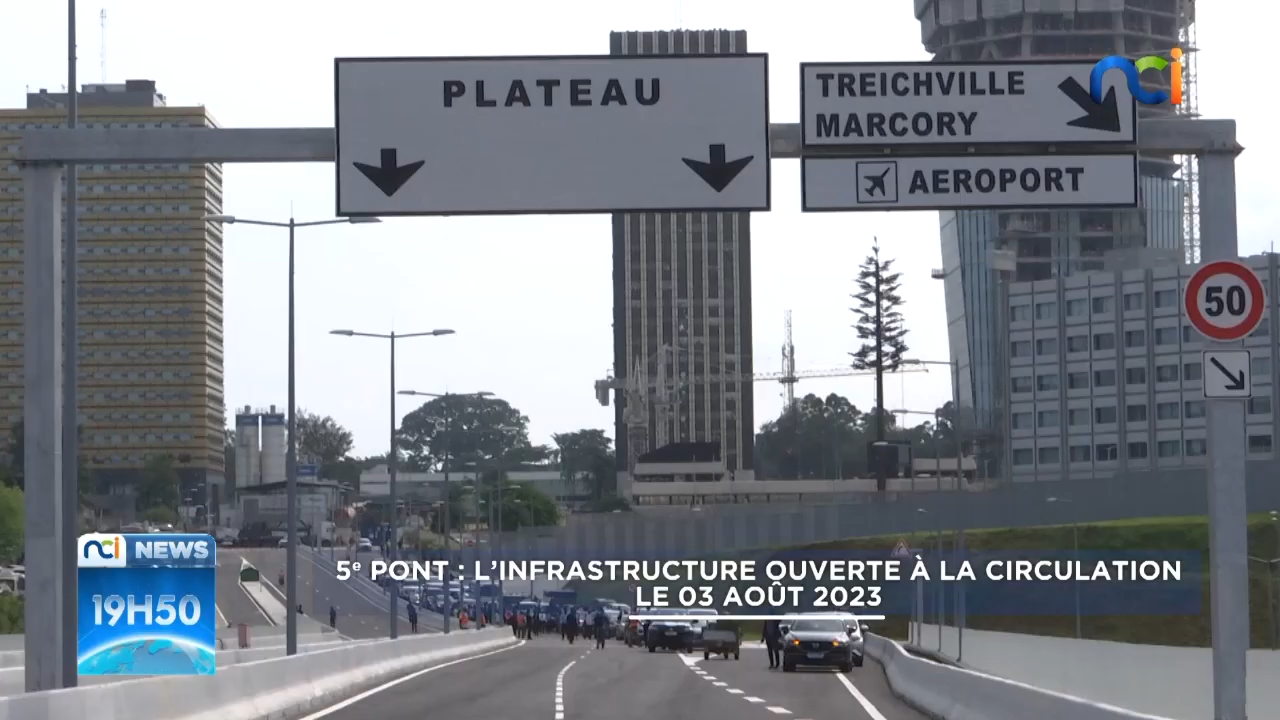 PLATEAU
TREICHVILLE
MARCORY
AEROPORT
nci
50
nci NEWS
19H50
5e PONT : L'INFRASTRUCTURE OUVERTE À LA CIRCULATION
LE 03 AOÛT 2023